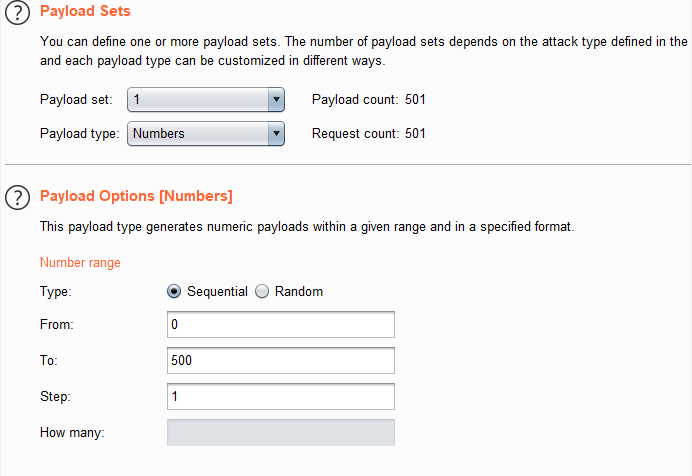 Payload Sets
You can define one or more payload sets. The number of payload sets depends on the attack type defined in the
and each payload type can be customized in different ways.
Payload set: 1 Payload count: 501
Payload type: Numbers Request count: 501
Payload Options [Numbers]
This payload type generates numeric payloads within a given range and in a specified format.
Number range
Type: Sequential Random
From: 0
To: 500
Step: 1
How many: